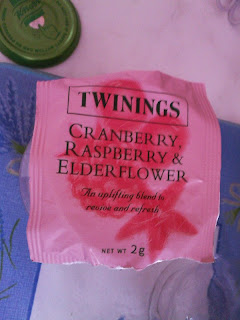 TWININGS
CRANBERRY,
RASPBERRY &
ELDERFLOWER
An uplifting blend to
revive and refresh
NET WT 2g